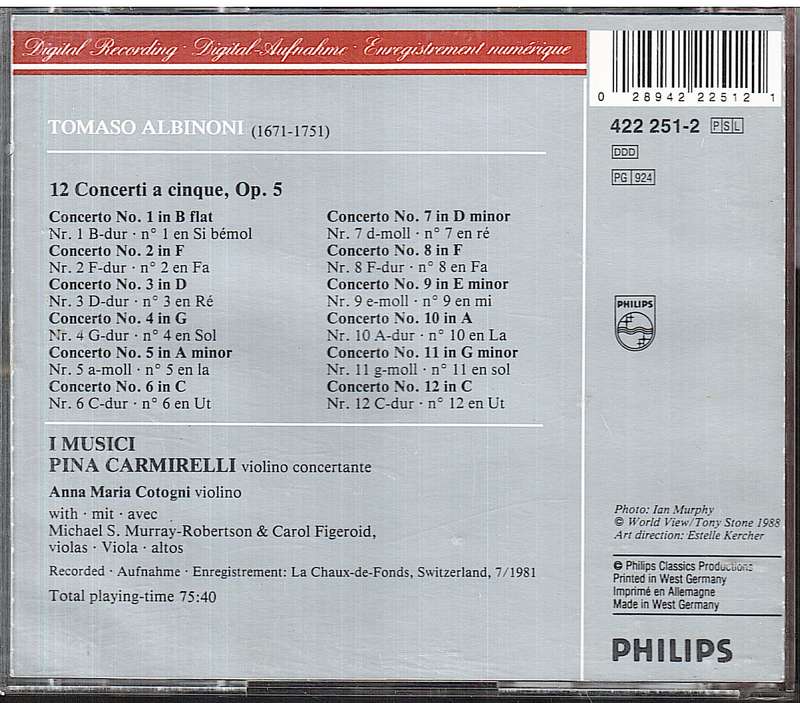 Digital Recording · Digital-Aufnahme · Enregistrement numérique
TOMASO ALBINONI (1671-1751)
12 Concerti a cinque, Op. 5
Concerto No. 1 in B flat
Nr. 1 B-dur · n° 1 en Si bémol
Concerto No. 2 in F
Nr. 2 F-dur · n° 2 en Fa
Concerto No. 3 in D
Nr. 3 D-dur · n° 3 en Ré
Concerto No. 4 in G
Nr. 4 G-dur · n° 4 en Sol
Concerto No. 5 in A minor
Nr. 5 a-moll · n° 5 en la
Concerto No. 6 in C
Nr. 6 C-dur · n° 6 en Ut
Concerto No. 7 in D minor
Nr. 7 d-moll · n° 7 en ré
Concerto No. 8 in F
Nr. 8 F-dur · n° 8 en Fa
Concerto No. 9 in E minor
Nr. 9 e-moll · n° 9 en mi
Concerto No. 10 in A
Nr. 10 A-dur · n° 10 en La
Concerto No. 11 in G minor
Nr. 11 g-moll · n° 11 en sol
Concerto No. 12 in C
Nr. 12 C-dur · n° 12 en Ut
I MUSICI
PINA CARMIRELLI violino concertante
Anna Maria Cotogni violino
with · mit · avec
Michael S. Murray-Robertson & Carol Figeroid,
violas · Viola · altos
Recorded · Aufnahme · Enregistrement: La Chaux-de-Fonds, Switzerland, 7/1981
Total playing-time 75:40
0 28942 22512 1
422 251-2 PSL
DDD
PG 924
PHILIPS
Photo: Ian Murphy
© World View/Tony Stone 1988
Art direction: Estelle Kercher
℗ Philips Classics Productions
Printed in West Germany
Imprimé en Allemagne
Made in West Germany
PHILIPS